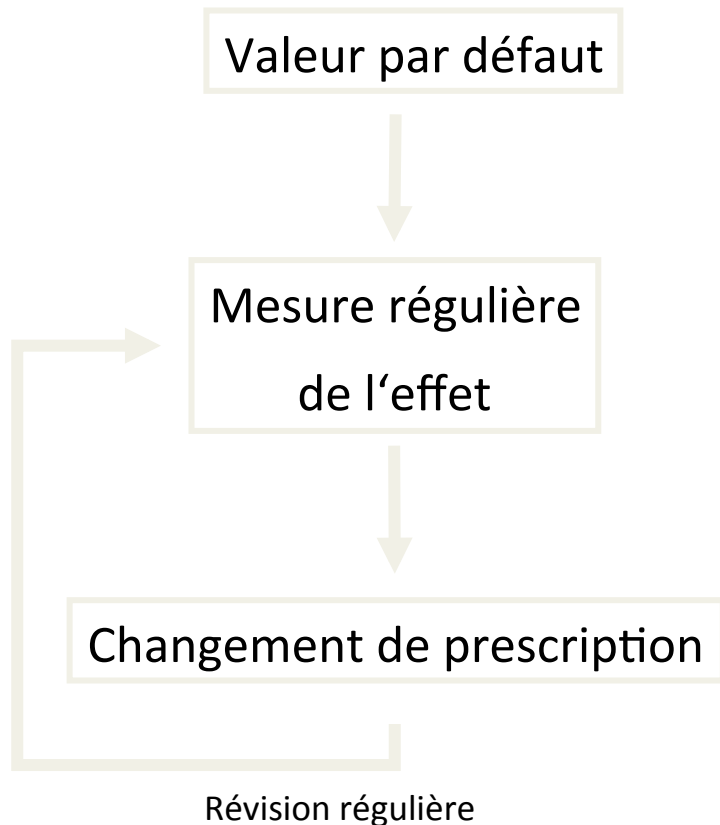 Valeur par défaut
Mesure régulière
de l‘effet
Changement de prescription
Révision régulière